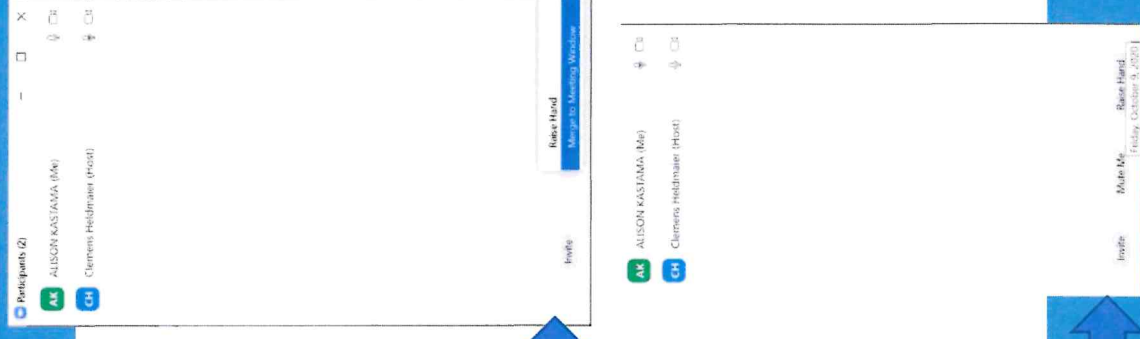 Participants (2)
AK ALISON KASTAMA (Me)
CH Clemens Heldmaier (Host)
Raise Hand
Merge to Meeting Window
Invite
AK ALISON KASTAMA (Me)
CH Clemens Heldmaier (Host)
Invite Mute Me Raise Hand
Friday, October 9, 2020